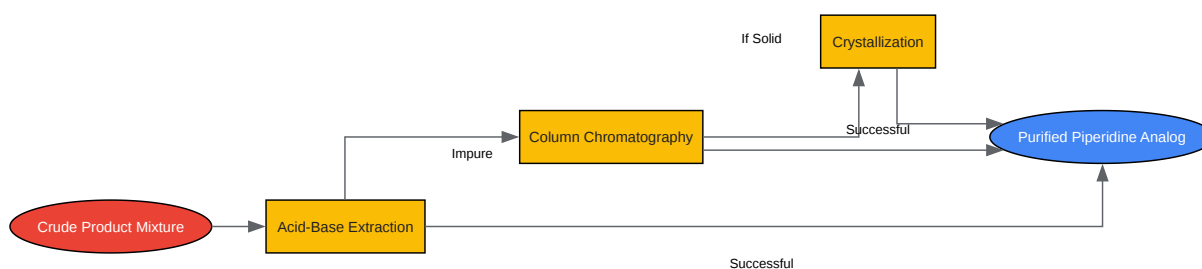 If Solid
Crystallization
Column Chromatography
Successful
Purified Piperidine Analog
Impure
Crude Product Mixture
Acid-Base Extraction
Successful